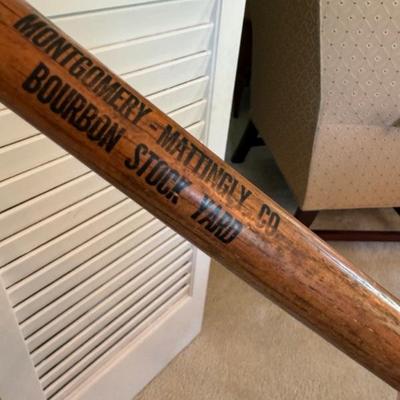 MONTGOMERY-MATTINGLY CO.
BOURBON STOCK YARD